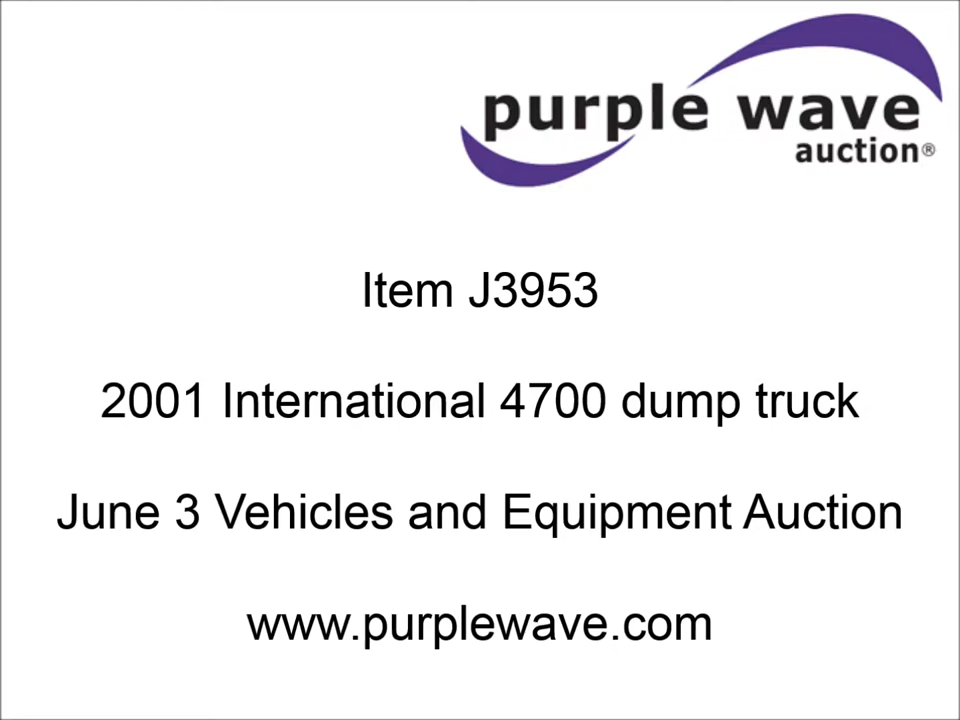 purple wave
auction®
Item J3953
2001 International 4700 dump truck
June 3 Vehicles and Equipment Auction
www.purplewave.com